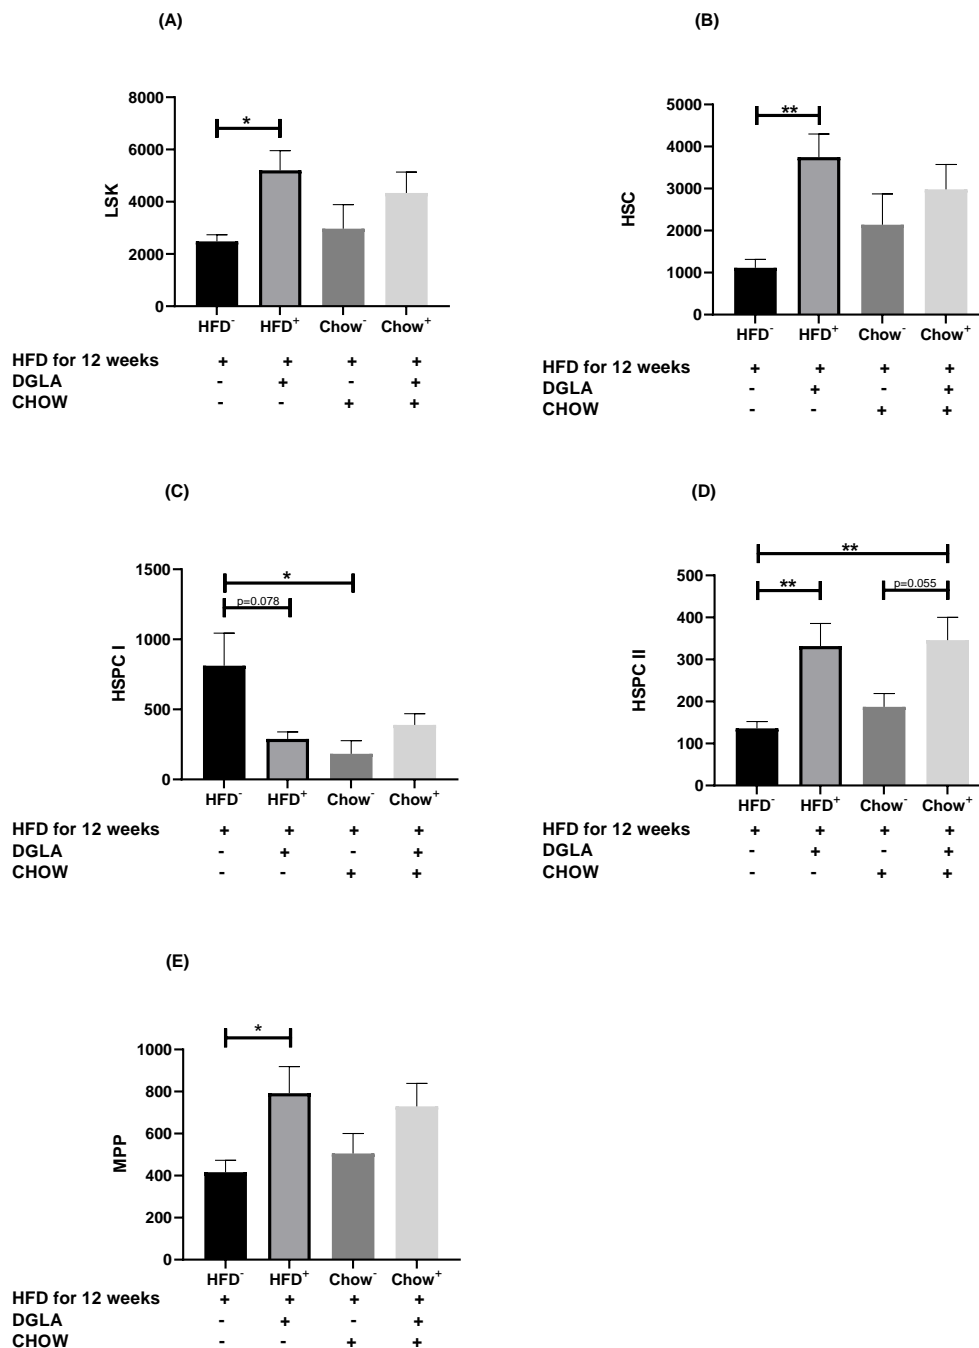 (A)
8000
6000
4000
2000
0
LSK
*
HFD- HFD+ Chow- Chow+
HFD for 12 weeks + + + +
DGLA - + - +
CHOW - - + +
(B)
5000
4000
3000
2000
1000
0
HSC
**
HFD- HFD+ Chow- Chow+
HFD for 12 weeks + + + +
DGLA - + - +
CHOW - - + +
(C)
1500
1000
500
0
HSPC I
*
p=0.078
HFD- HFD+ Chow- Chow+
HFD for 12 weeks + + + +
DGLA - + - +
CHOW - - + +
(D)
500
400
300
200
100
0
HSPC II
**
** p=0.055
HFD- HFD+ Chow- Chow+
HFD for 12 weeks + + + +
DGLA - + - +
CHOW - - + +
(E)
1000
800
600
400
200
0
MPP
*
HFD- HFD+ Chow- Chow+
HFD for 12 weeks + + + +
DGLA - + - +
CHOW - - + +